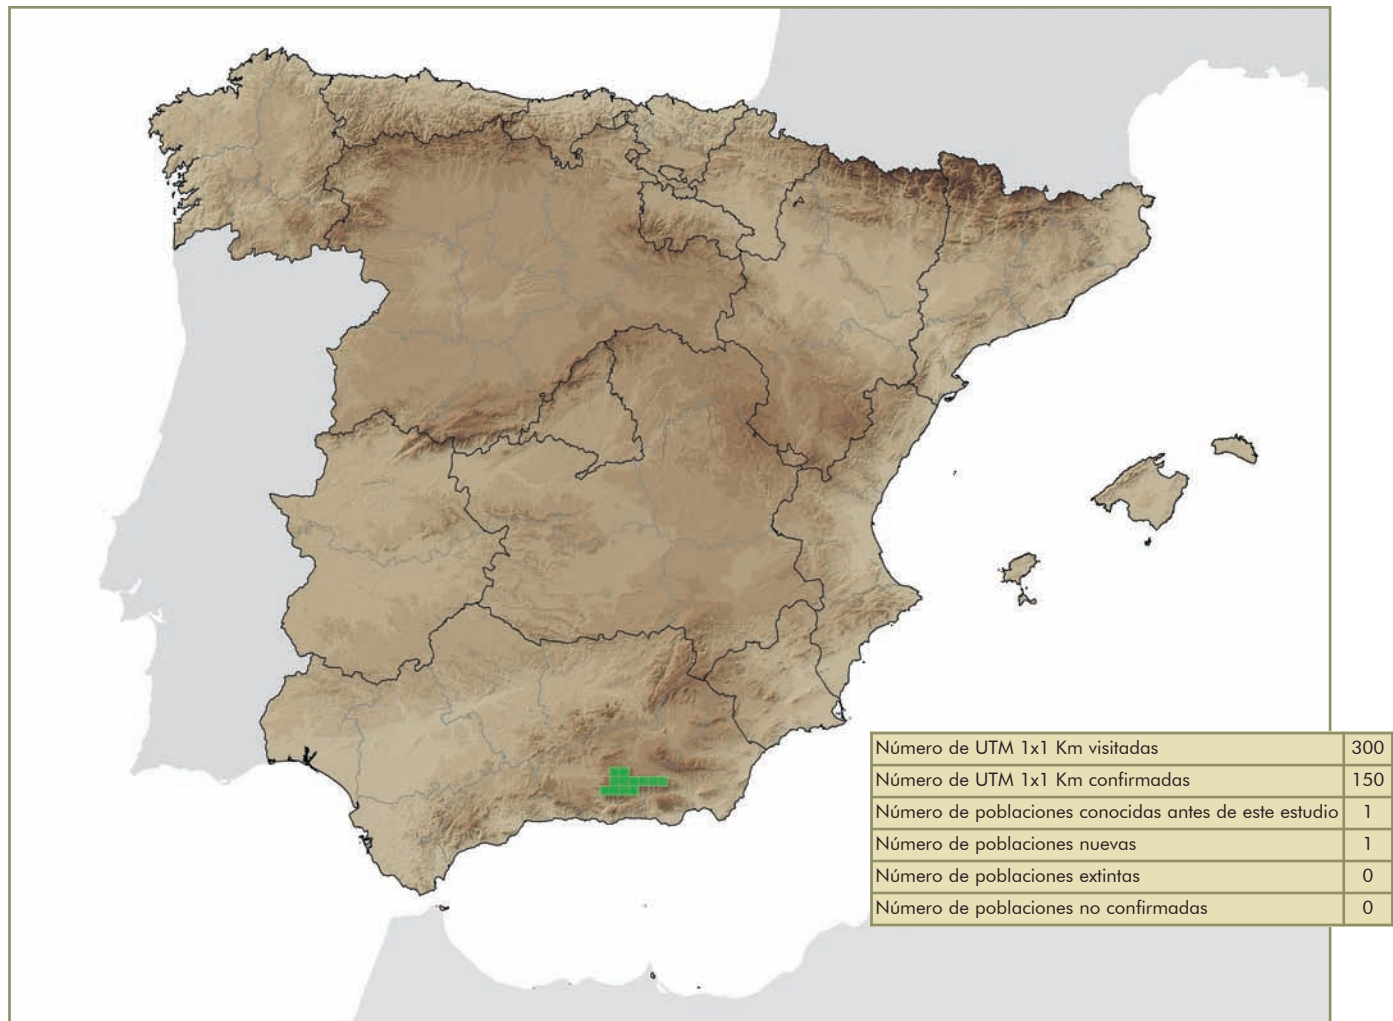 Número de UTM 1x1 Km visitadas 300
Número de UTM 1x1 Km confirmadas 150
Número de poblaciones conocidas antes de este estudio 1
Número de poblaciones nuevas 1
Número de poblaciones extintas 0
Número de poblaciones no confirmadas 0